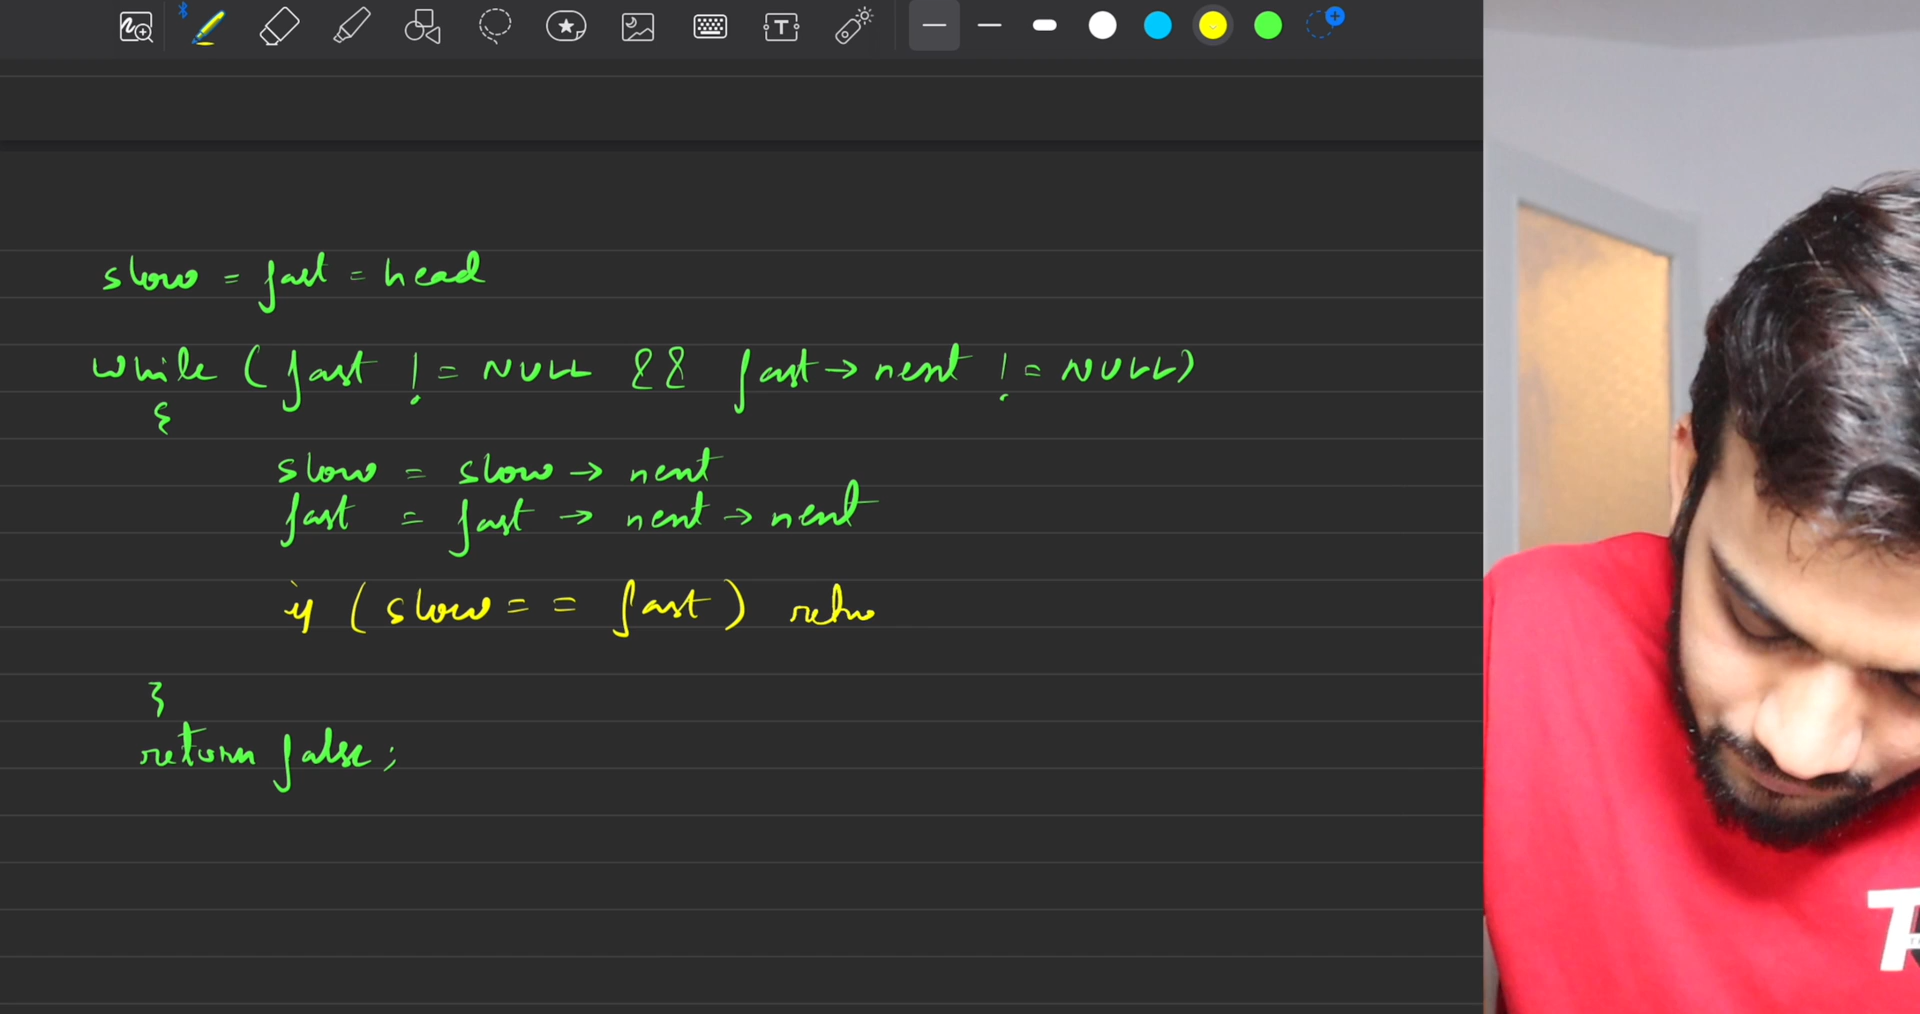 slow = fast = head
while ( fast != NULL && fast → next != NULL)
{
slow = slow → next
fast = fast → next → next
if ( slow == fast )
}
return false;